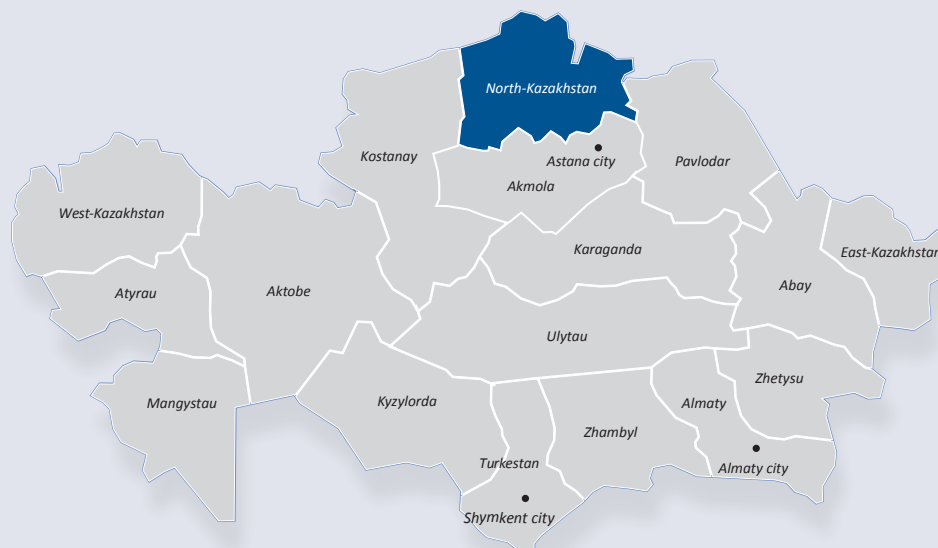 North-Kazakhstan
Kostanay
Astana city
Pavlodar
Akmola
West-Kazakhstan
Karaganda
East-Kazakhstan
Abay
Atyrau
Aktobe
Ulytau
Zhetysu
Mangystau
Kyzylorda
Almaty
Zhambyl
Turkestan
Almaty city
Shymkent city